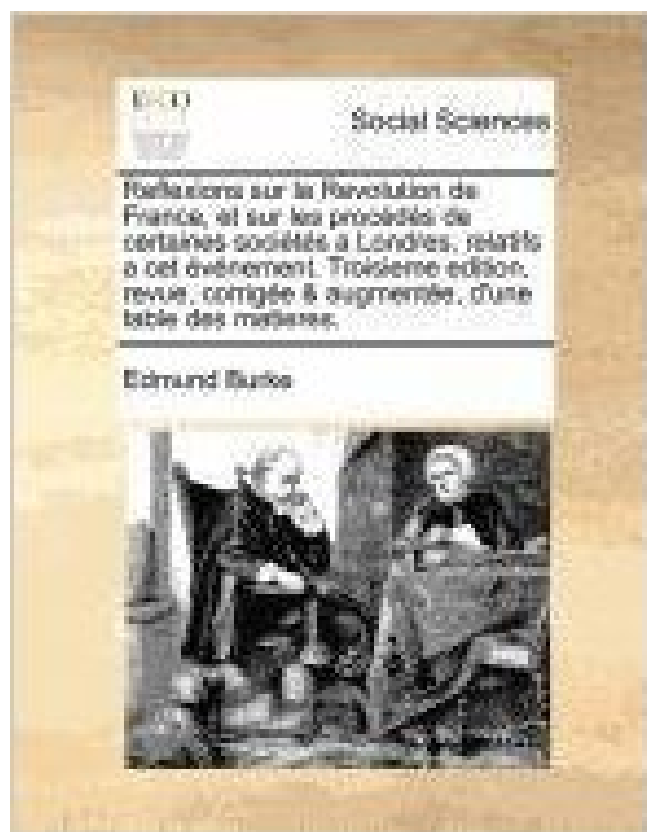 ECCO
Social Sciences
Reflexions sur la Revolution de
France, et sur les procédés de
certaines sociétés à Londres, relatifs
a cet événement. Troisieme edition,
revue, corrigée & augmentée, d'une
table des matieres.
Edmund Burke